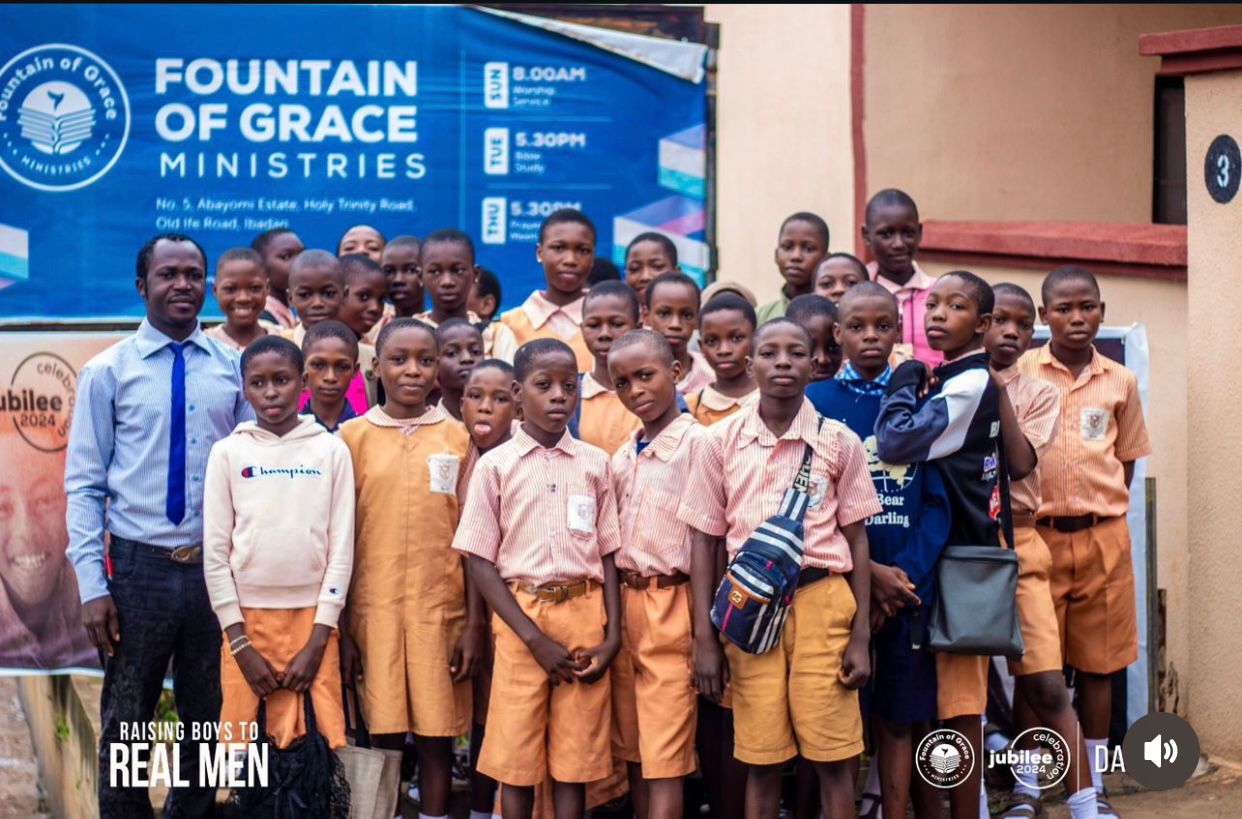 Fountain of Grace
MINISTRIES
FOUNTAIN
OF GRACE
MINISTRIES
No. 5, Abayomi Estate, Holy Trinity Road,
Old Ife Road, Ibadan
SUN
8.00AM
Worship
Service
TUE
5.30PM
Bible
Study
THU
5.30PM
3
jubilee
celebration
2024
Champion
Bear
Darling
RAISING BOYS TO
REAL MEN
Fountain of Grace
MINISTRIES
jubilee
celebration
2024
DA